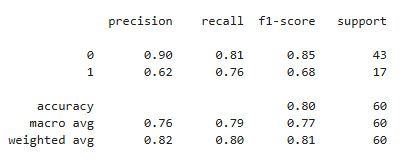 precision recall f1-score support
0 0.90 0.81 0.85 43
1 0.62 0.76 0.68 17
accuracy 0.80 60
macro avg 0.76 0.79 0.77 60
weighted avg 0.82 0.80 0.81 60